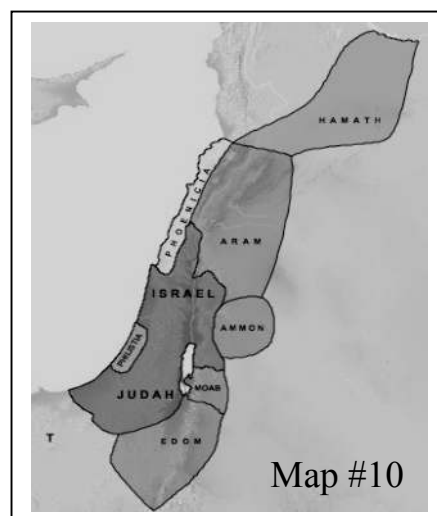 HAMATH
PHOENICIA
ARAM
ISRAEL
AMMON
PHILISTIA
JUDAH
MOAB
EDOM
T
Map #10